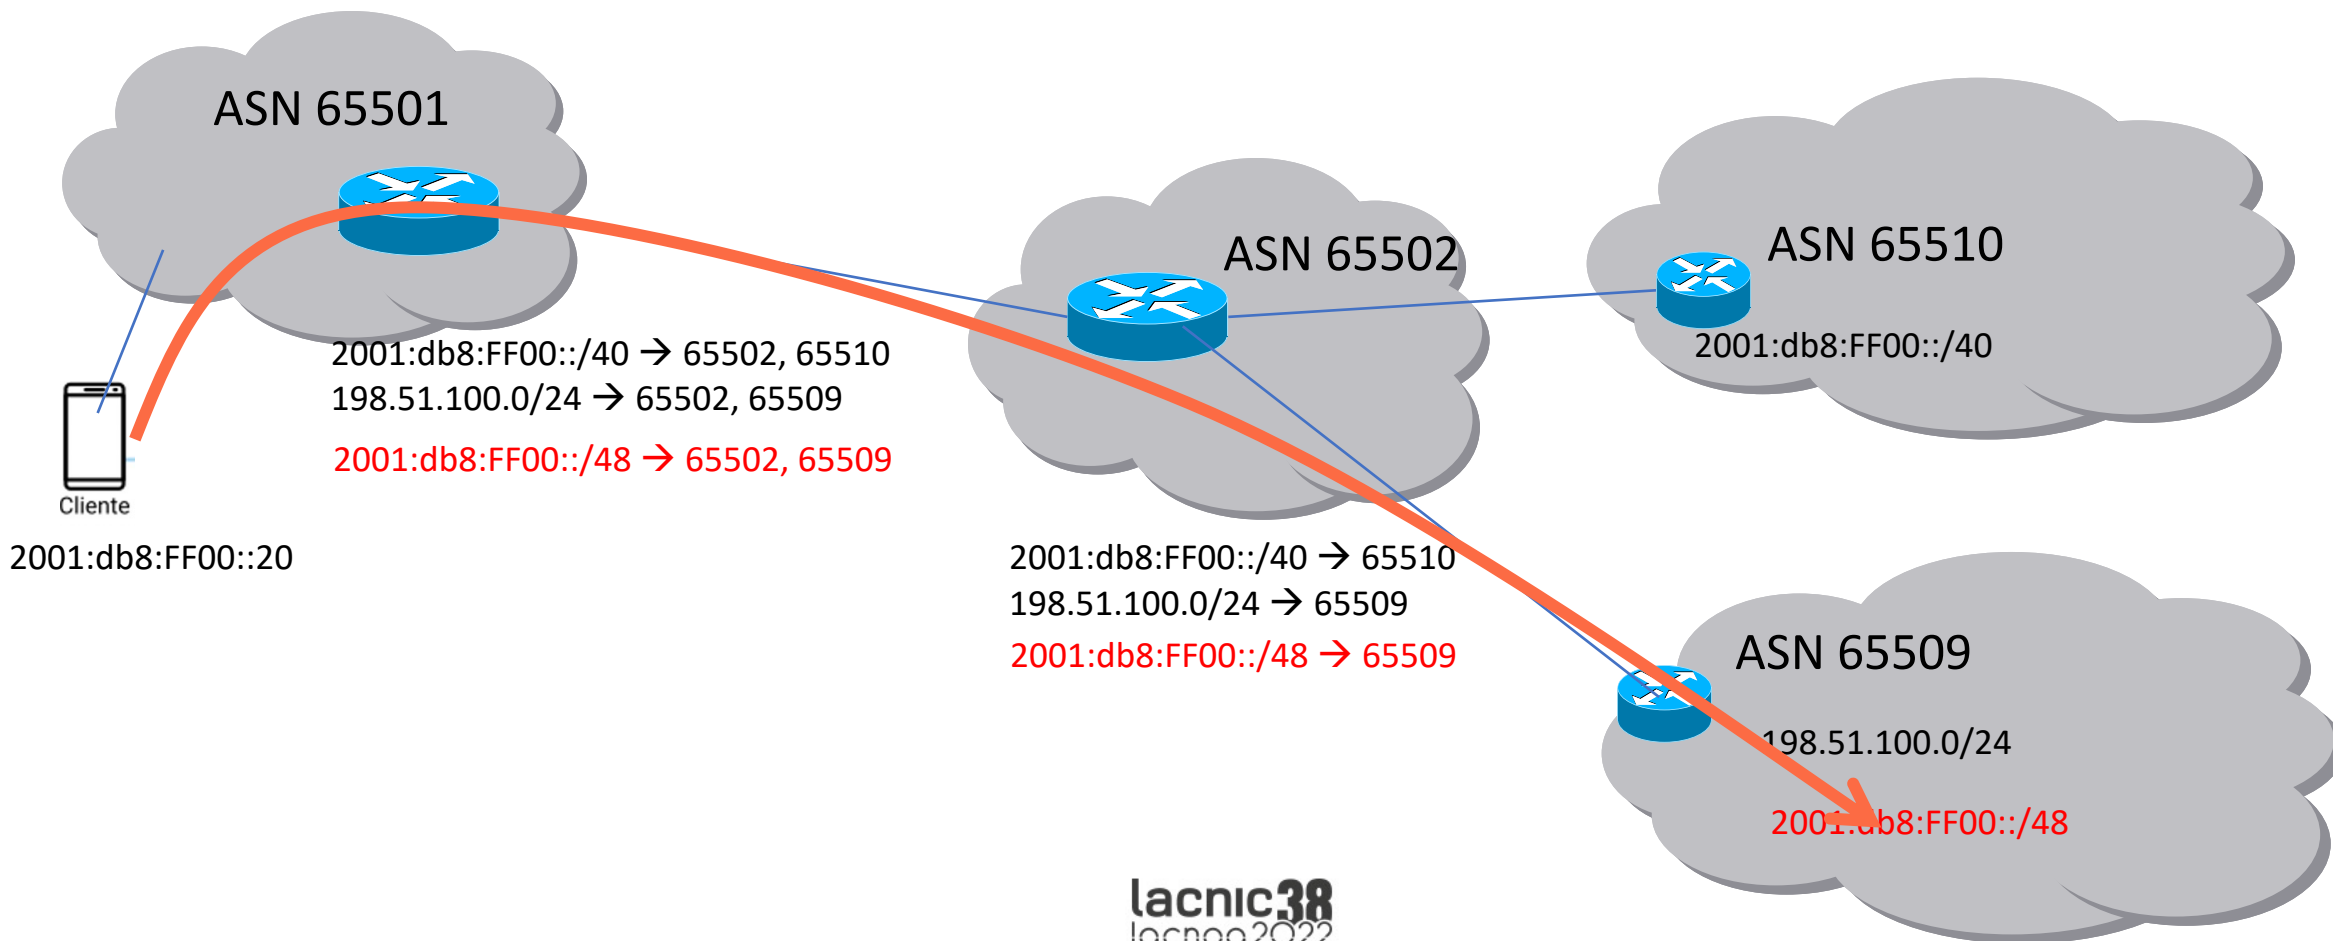 ASN 65501
2001:db8:FF00::/40 → 65502, 65510
198.51.100.0/24 → 65502, 65509
2001:db8:FF00::/48 → 65502, 65509
Cliente
2001:db8:FF00::20
ASN 65502
2001:db8:FF00::/40 → 65510
198.51.100.0/24 → 65509
2001:db8:FF00::/48 → 65509
ASN 65510
2001:db8:FF00::/40
ASN 65509
198.51.100.0/24
2001:db8:FF00::/48
lacnic38
lacnog2022